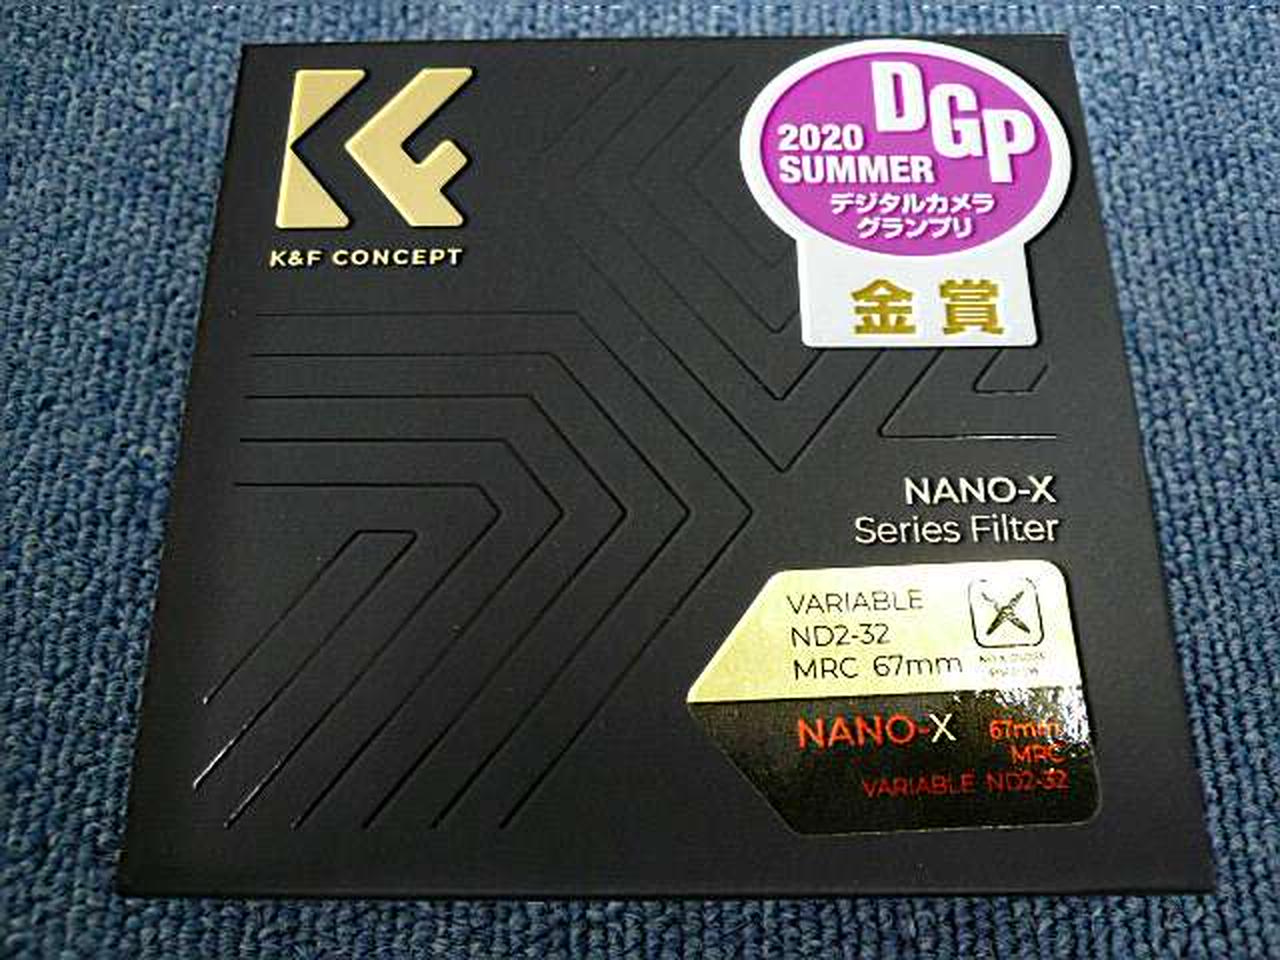 K&F CONCEPT
DGP
2020
SUMMER
デジタルカメラ
グランプリ
金賞
NANO-X
Series Filter
VARIABLE
ND2-32
MRC 67mm
NANO-X
67mm
MRC
VARIABLE ND2-32